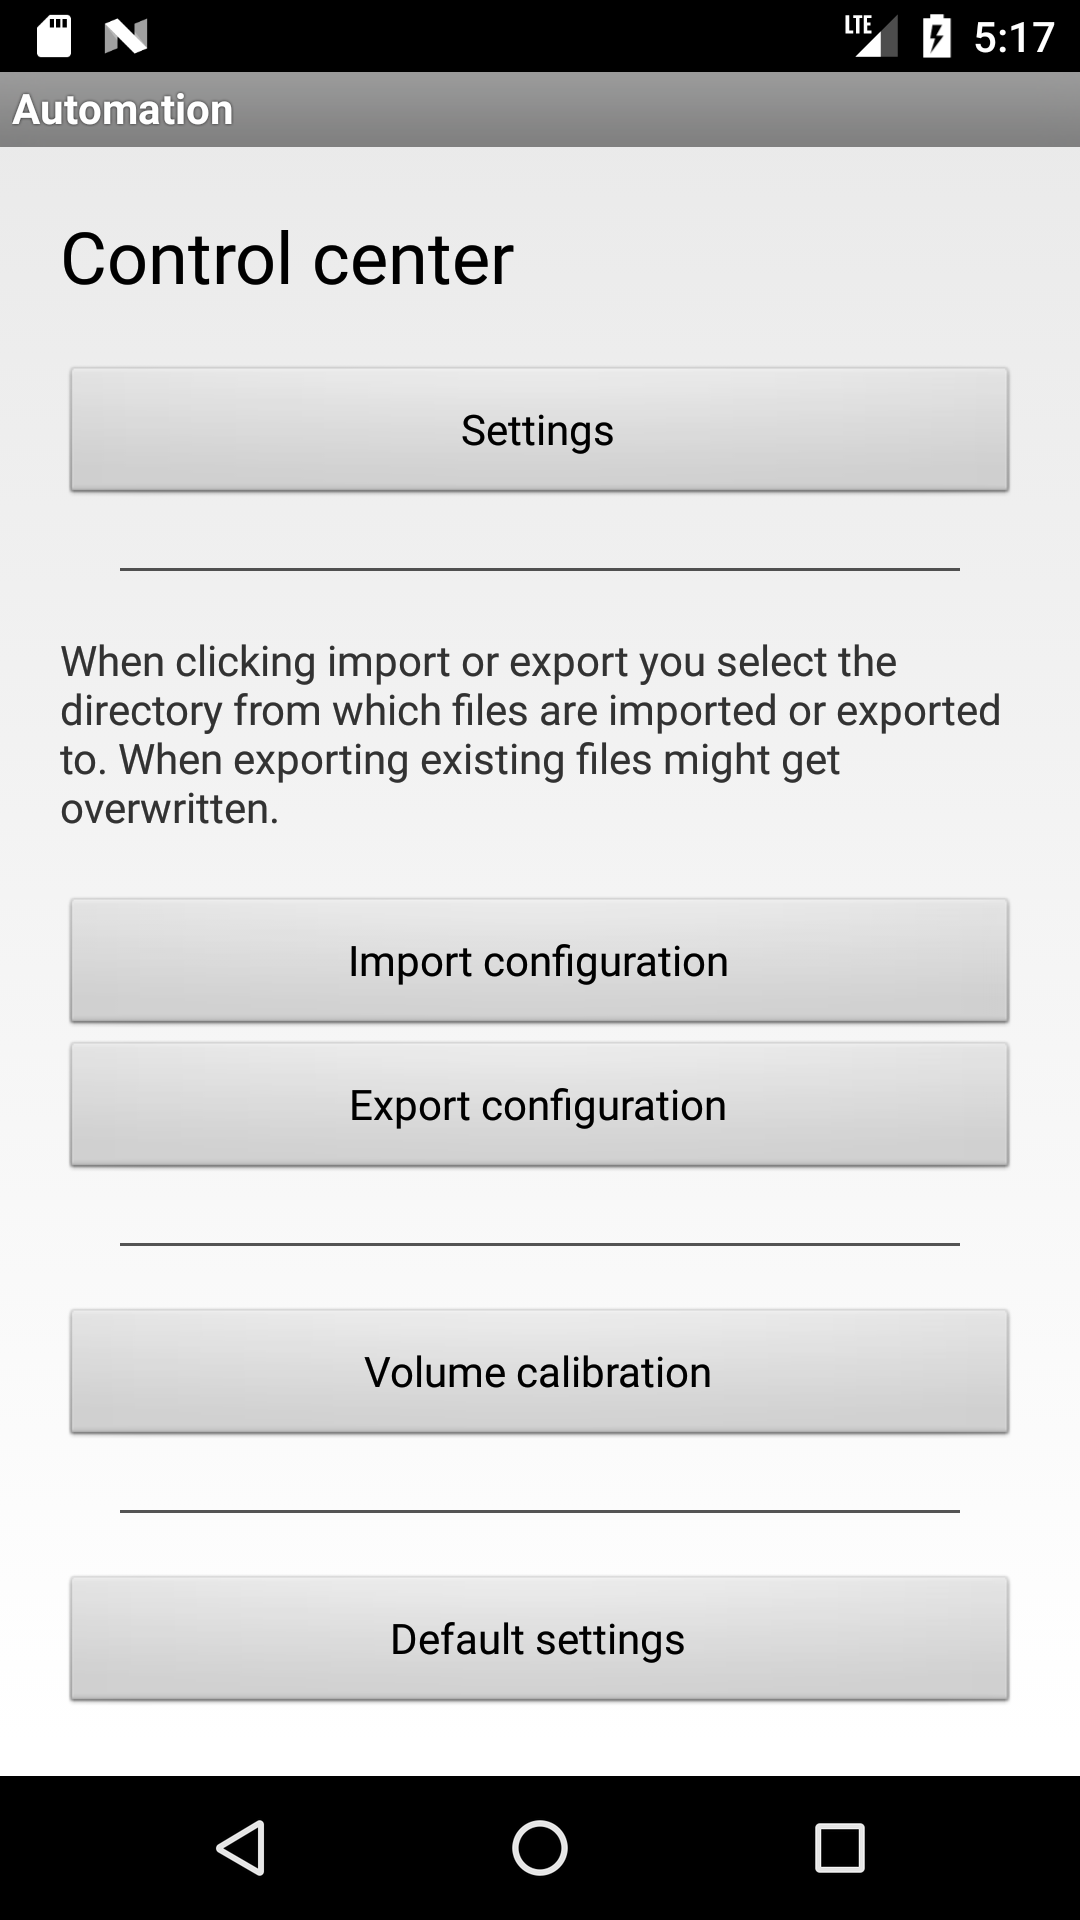 LTE 5:17
Automation
Control center
Settings
When clicking import or export you select the
directory from which files are imported or exported
to. When exporting existing files might get
overwritten.
Import configuration
Export configuration
Volume calibration
Default settings